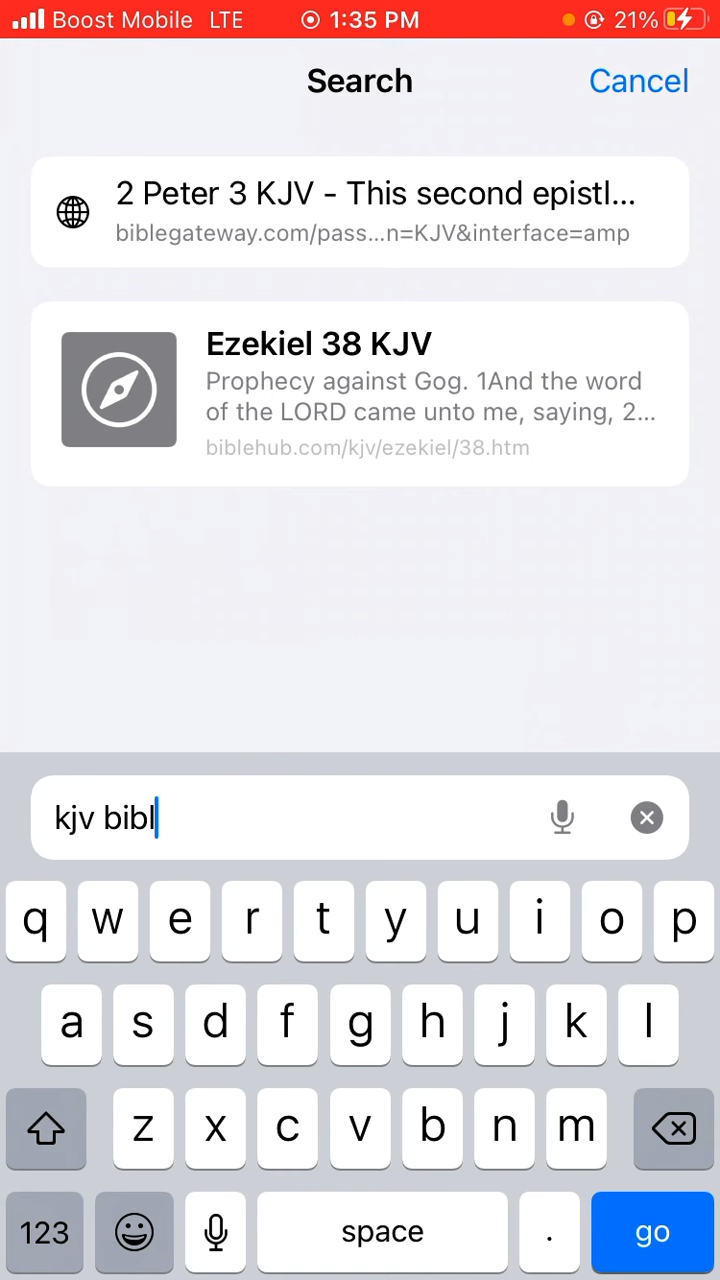 Boost Mobile LTE 1:35 PM 21%
Search Cancel
2 Peter 3 KJV - This second epistl...
biblegateway.com/pass...n=KJV&interface=amp
Ezekiel 38 KJV
Prophecy against Gog. 1And the word
of the LORD came unto me, saying, 2...
biblehub.com/kjv/ezekiel/38.htm
kjv bibl
q w e r t y u i o p
a s d f g h j k l
z x c v b n m
123 space . go